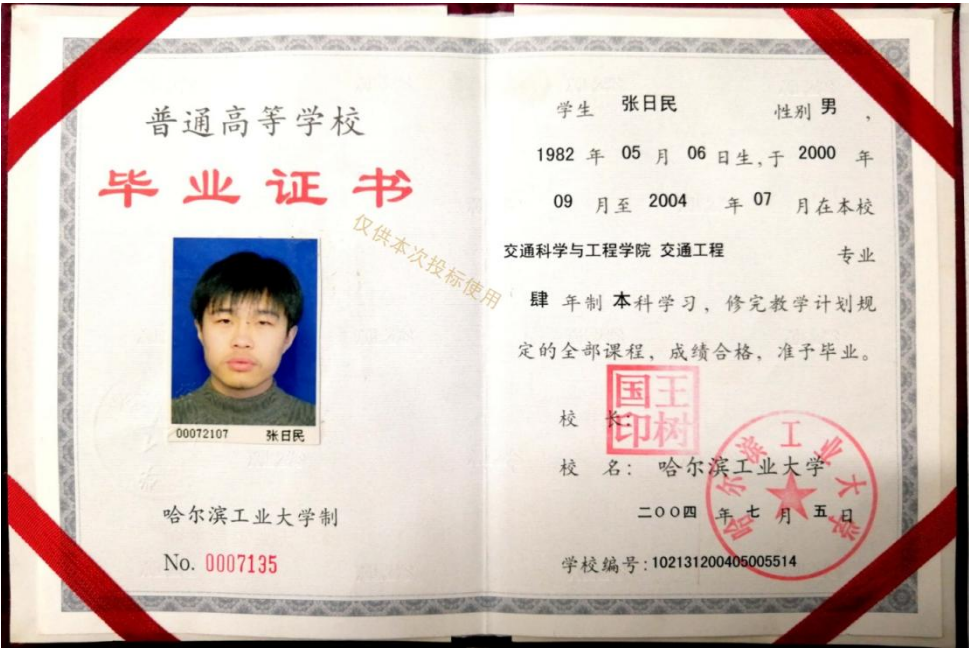 普通高等学校
毕业证书
00072107 张日民
哈尔滨工业大学制
No. 0007135
仅供本次投标使用
学生 张日民 性别 男，
1982 年 05 月 06 日生，于 2000 年
09 月至 2004 年 07 月在本校
交通科学与工程学院 交通工程 专业
肆 年制 本科学习，修完教学计划规
定的全部课程，成绩合格，准予毕业。
校 长：
王树国印
校 名： 哈尔滨工业大学
哈尔滨工业大学
二〇〇四 年 七 月 五 日
学校编号：102131200405005514